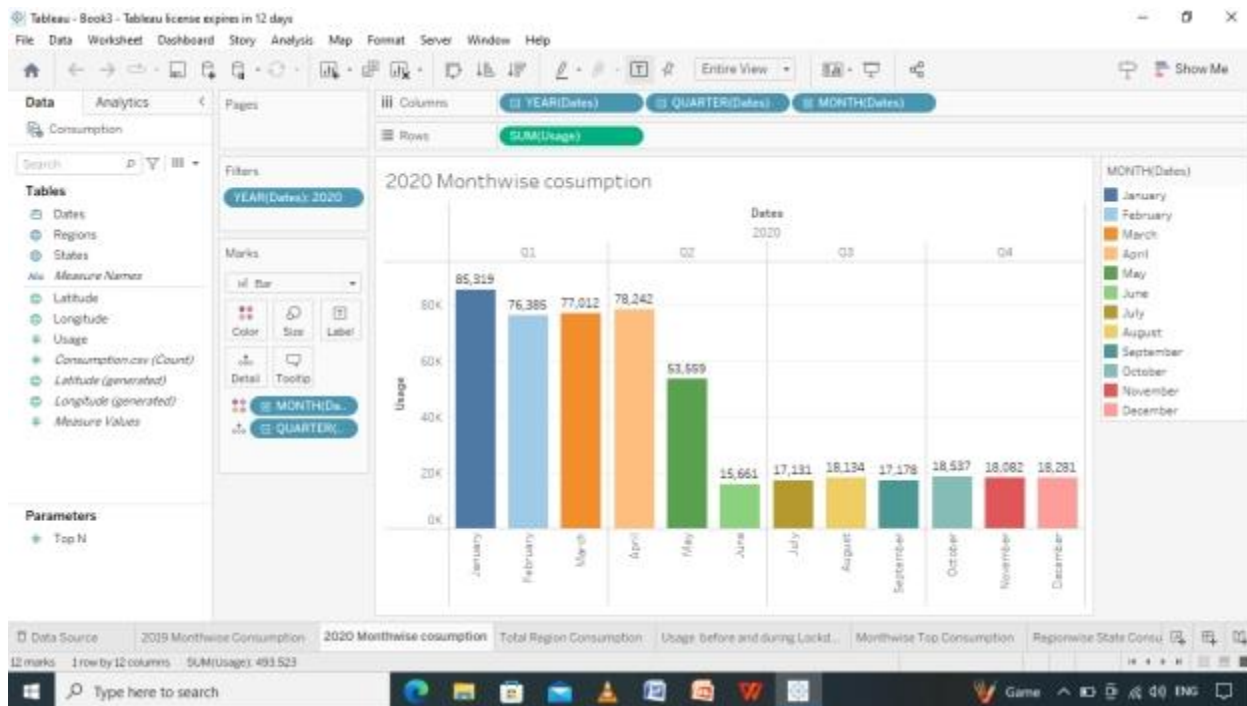 Tableau - Book3 - Tableau license expires in 12 days
File Data Worksheet Dashboard Story Analysis Map Format Server Window Help
Entire View
Show Me
Data Analytics
Consumption
Search
Tables
Dates
Regions
States
Abc Measure Names
Latitude
Longitude
Usage
Consumption.csv (Count)
Latitude (generated)
Longitude (generated)
Measure Values
Parameters
Top N
Pages
Filters
YEAR(Dates): 2020
Marks
Bar
Color Size Label
Detail Tooltip
MONTH(Da..
QUARTER(..
Columns YEAR(Dates) QUARTER(Dates) MONTH(Dates)
Rows SUM(Usage)
2020 Monthwise cosumption
Dates
2020
Q1 Q2 Q3 Q4
Usage
80K
60K
40K
20K
0K
85,319 76,385 77,012 78,242 53,559 15,661 17,131 18,134 17,178 18,537 18,082 18,281
January February March April May June July August September October November December
MONTH(Dates)
January
February
March
April
May
June
July
August
September
October
November
December
Data Source 2019 Monthwise Consumption 2020 Monthwise cosumption Total Region Consumption Usage before and during Lockd.. Monthwise Top Consumption Regionwise State Consu
12 marks 1 row by 12 columns SUM(Usage): 493,523
Type here to search
Game ENG